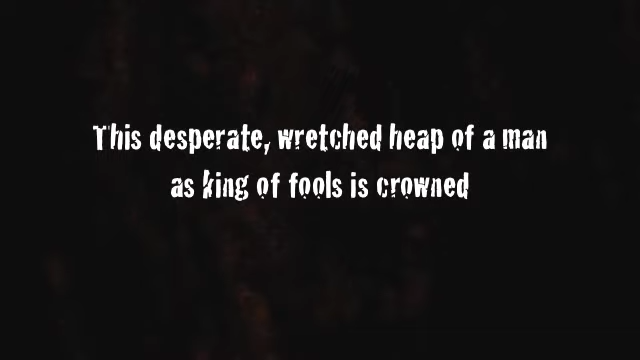 This desperate, wretched heap of a man
as king of fools is crowned